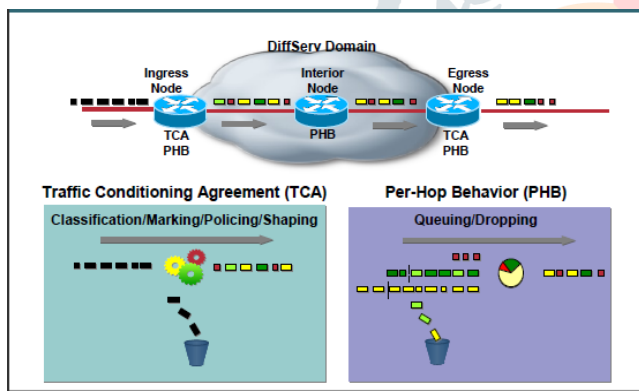 DiffServ Domain
Ingress
Node
Interior
Node
Egress
Node
TCA
PHB
PHB
TCA
PHB
Traffic Conditioning Agreement (TCA)
Per-Hop Behavior (PHB)
Classification/Marking/Policing/Shaping
Queuing/Dropping